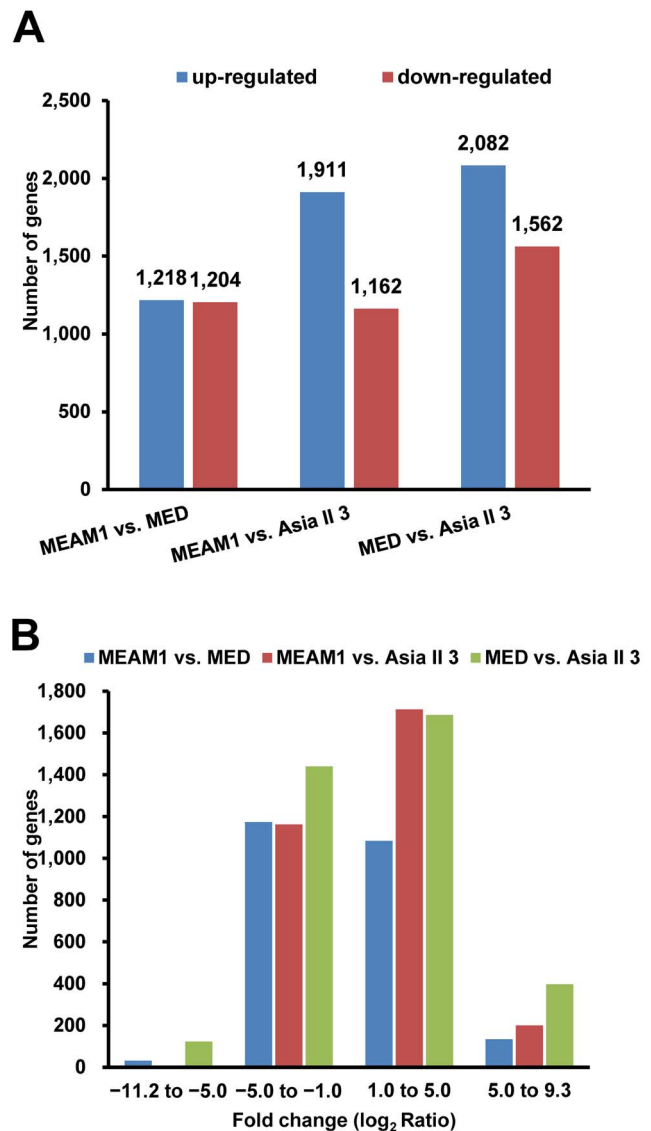 A
up-regulated down-regulated
2,500
2,000
1,500
1,000
500
0
Number of genes
1,218 1,204
1,911
1,162
2,082
1,562
MEAM1 vs. MED
MEAM1 vs. Asia II 3
MED vs. Asia II 3
B
MEAM1 vs. MED MEAM1 vs. Asia II 3 MED vs. Asia II 3
1,800
1,600
1,400
1,200
1,000
800
600
400
200
0
Number of genes
−11.2 to −5.0 −5.0 to −1.0 1.0 to 5.0 5.0 to 9.3
Fold change (log₂ Ratio)